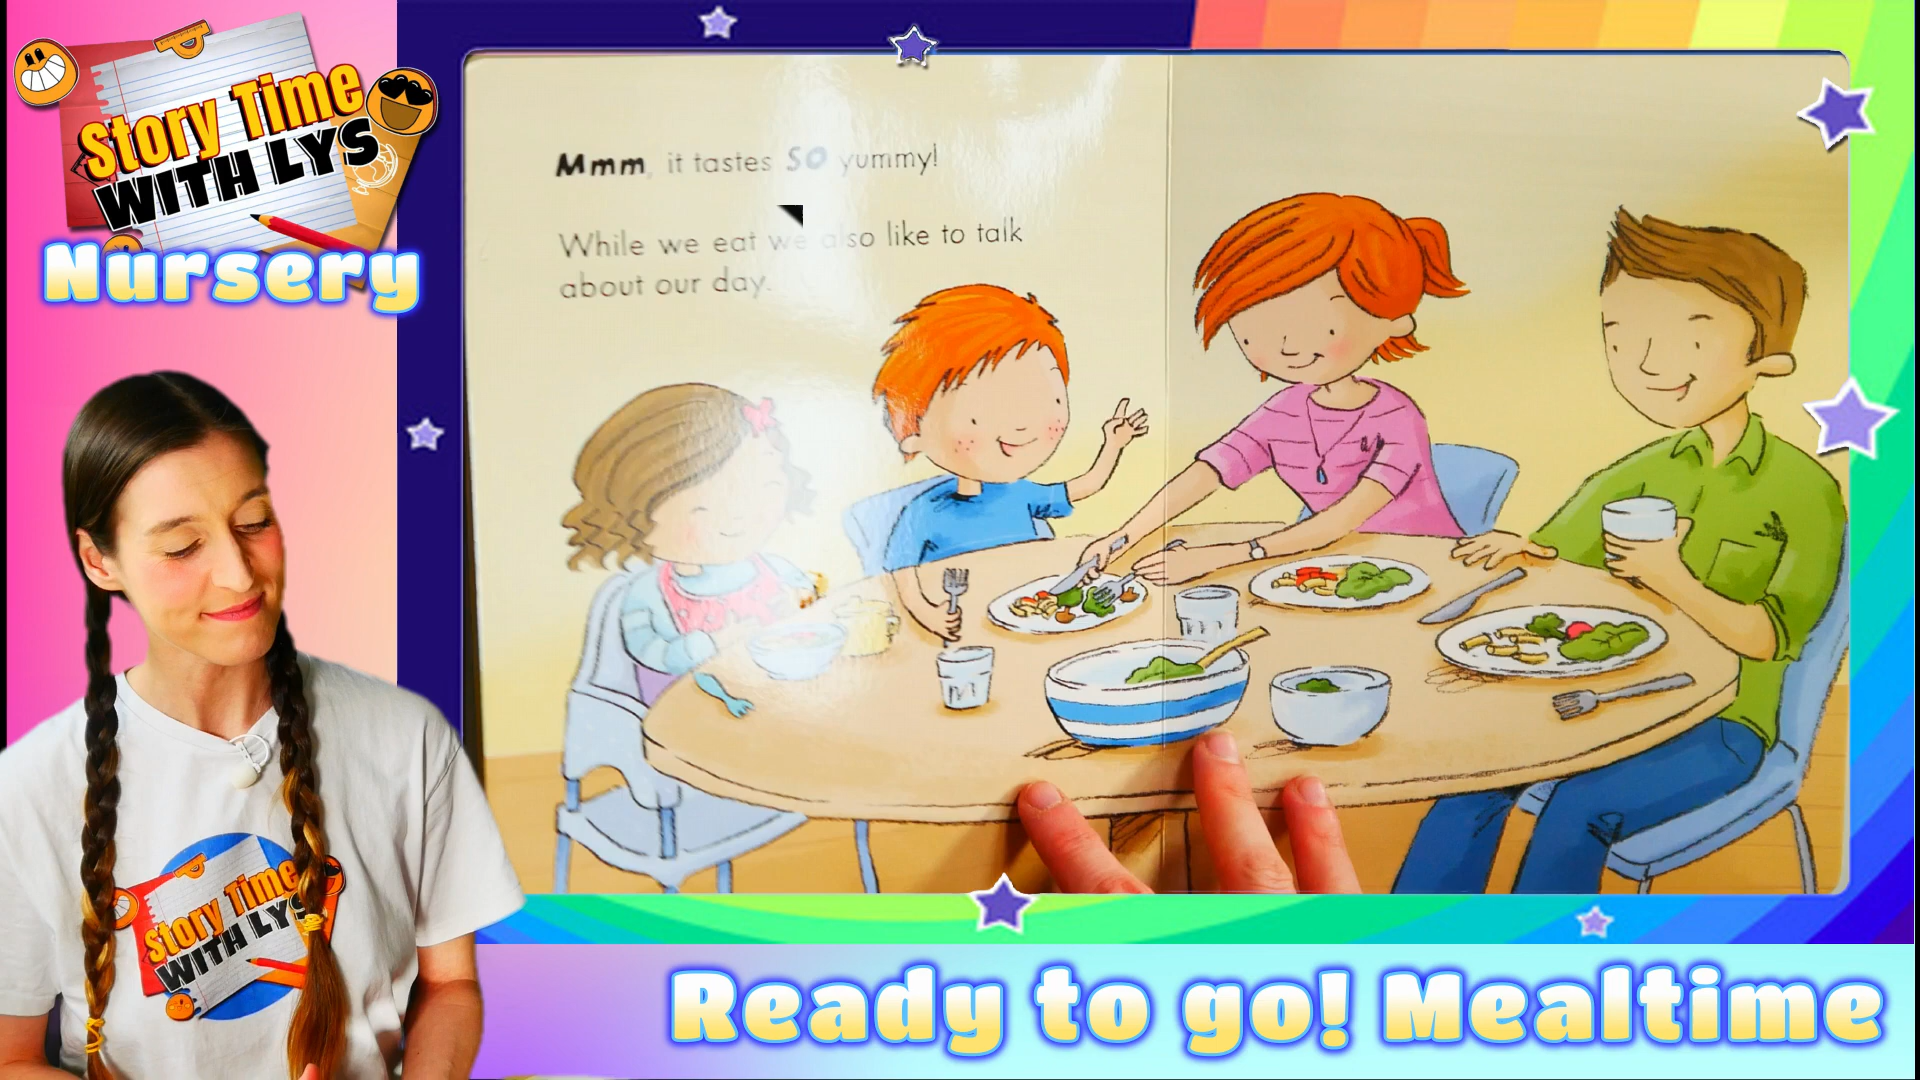 Story Time
WITH LYS
Nursery
Mmm, it tastes so yummy!
While we eat we also like to talk
about our day.
Story Time
WITH LYS
Ready to go! Mealtime